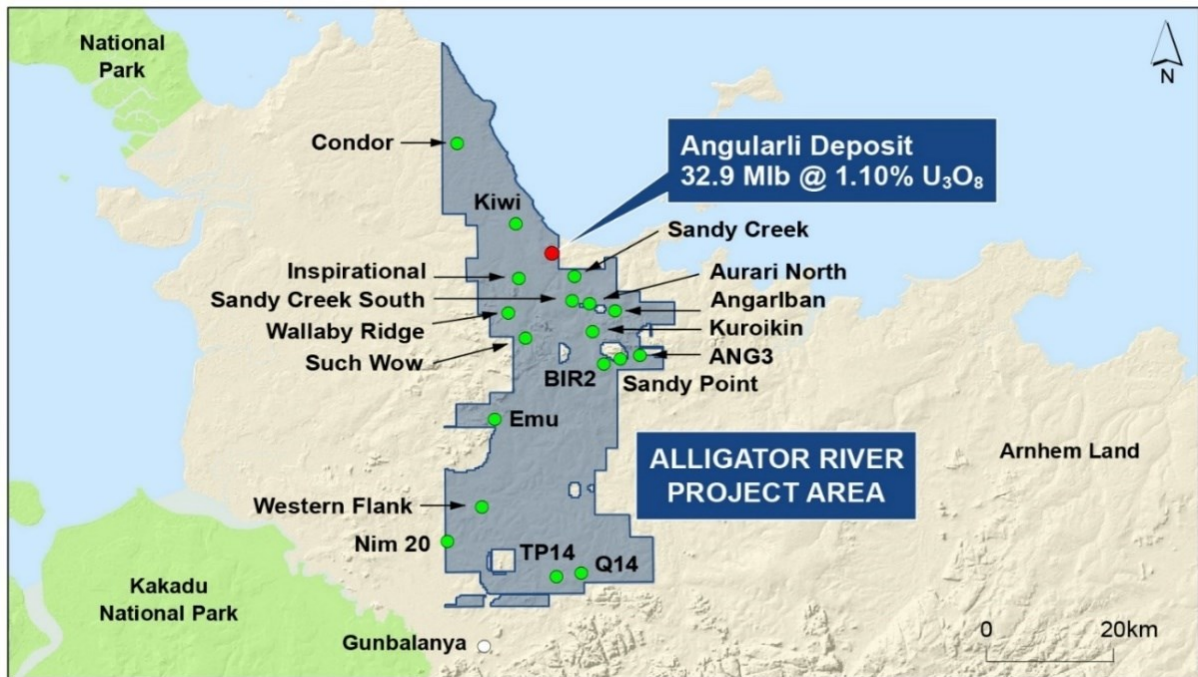 National
Park
N
Condor
Angularli Deposit
32.9 Mlb @ 1.10% U₃O₈
Kiwi
Sandy Creek
Inspirational
Aurari North
Sandy Creek South
Angarlban
Wallaby Ridge
Kuroikin
Such Wow
ANG3
BIR2
Sandy Point
Emu
ALLIGATOR RIVER
PROJECT AREA
Arnhem Land
Western Flank
Nim 20
TP14
Q14
Kakadu
National Park
Gunbalanya
0
20km